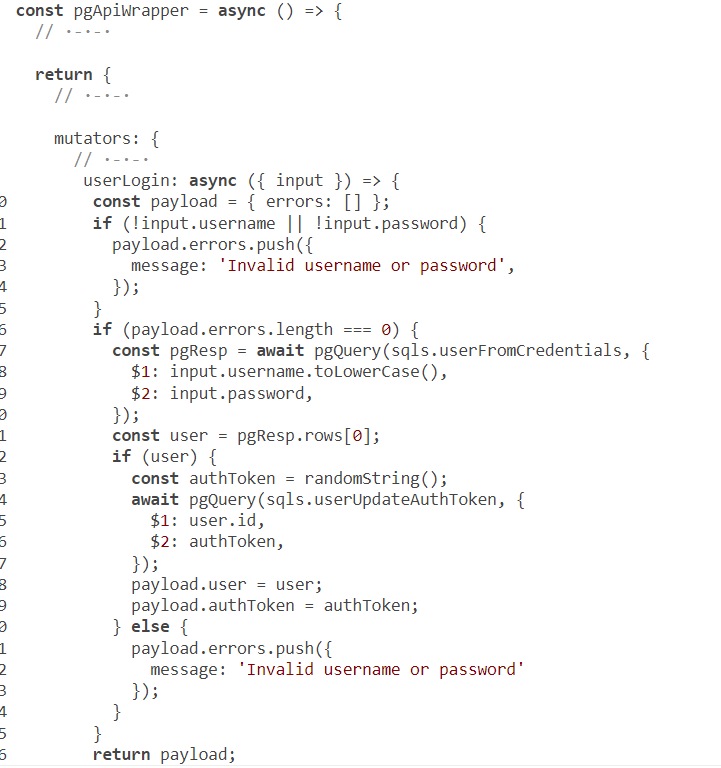 const pgApiWrapper = async () => {
// ·-·-·
return {
// ·-·-·
mutators: {
// ·-·-·
userLogin: async ({ input }) => {
0 const payload = { errors: [] };
1 if (!input.username || !input.password) {
2 payload.errors.push({
3 message: 'Invalid username or password',
4 });
5 }
6 if (payload.errors.length === 0) {
7 const pgResp = await pgQuery(sqls.userFromCredentials, {
8 $1: input.username.toLowerCase(),
9 $2: input.password,
0 });
1 const user = pgResp.rows[0];
2 if (user) {
3 const authToken = randomString();
4 await pgQuery(sqls.userUpdateAuthToken, {
5 $1: user.id,
6 $2: authToken,
7 });
8 payload.user = user;
9 payload.authToken = authToken;
0 } else {
1 payload.errors.push({
2 message: 'Invalid username or password'
3 });
4 }
5 }
6 return payload;